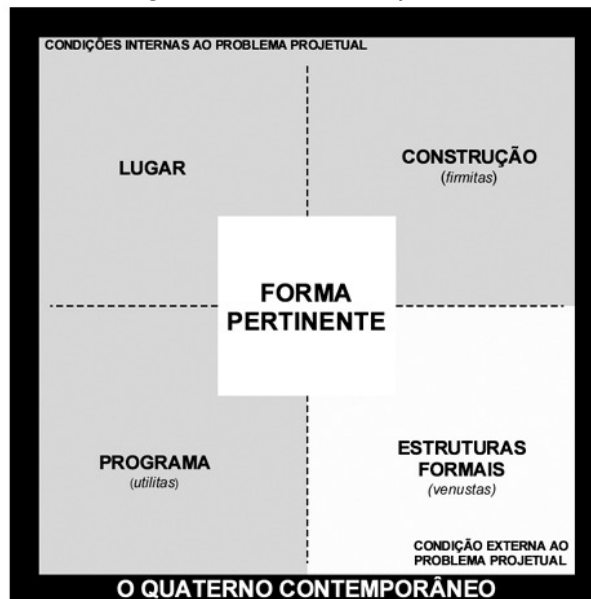 CONDIÇÕES INTERNAS AO PROBLEMA PROJETUAL
LUGAR
CONSTRUÇÃO
(firmitas)
FORMA
PERTINENTE
PROGRAMA
(utilitas)
ESTRUTURAS
FORMAIS
(venustas)
CONDIÇÃO EXTERNA AO
PROBLEMA PROJETUAL
O QUATERNO CONTEMPORÂNEO